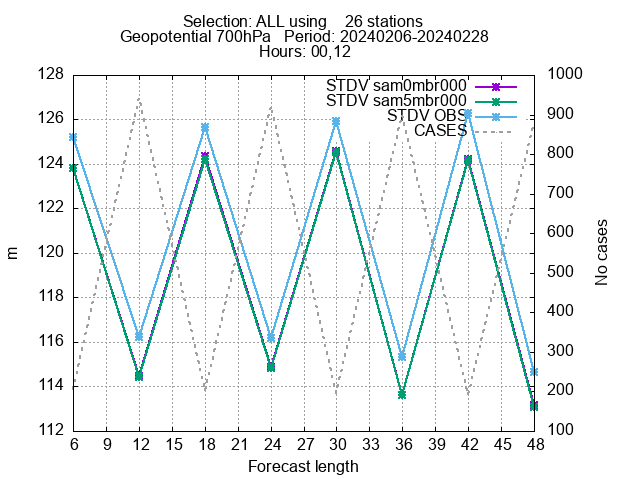 Selection: ALL using    26 stations
Geopotential 700hPa   Period: 20240206-20240228
Hours: 00,12
STDV sam0mbr000
STDV sam5mbr000
STDV OBS
CASES
128
126
124
122
120
118
116
114
112
m
1000
900
800
700
600
500
400
300
200
100
No cases
6 9 12 15 18 21 24 27 30 33 36 39 42 45 48
Forecast length